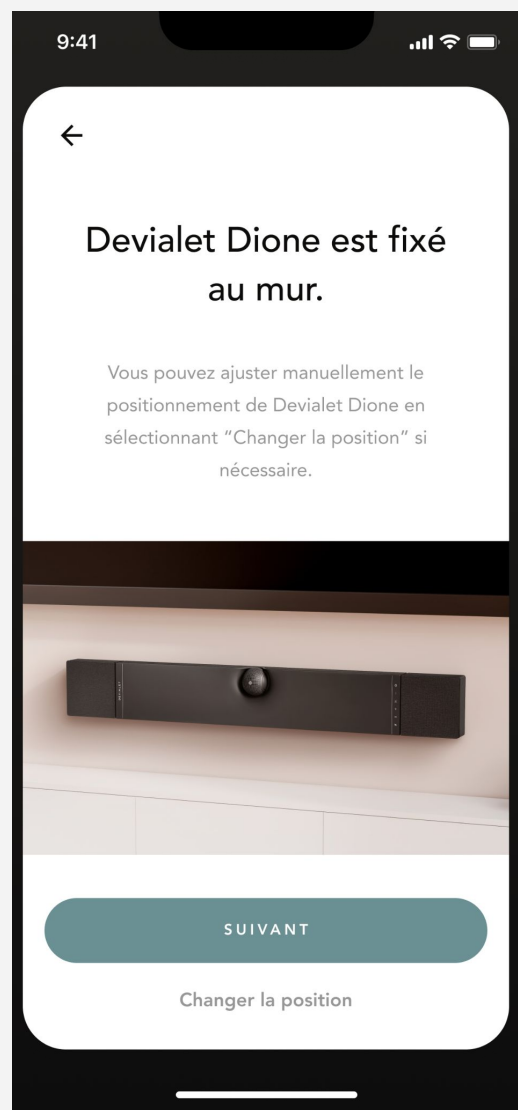 9:41
Devialet Dione est fixé
au mur.
Vous pouvez ajuster manuellement le
positionnement de Devialet Dione en
sélectionnant “Changer la position” si
nécessaire.
SUIVANT
Changer la position